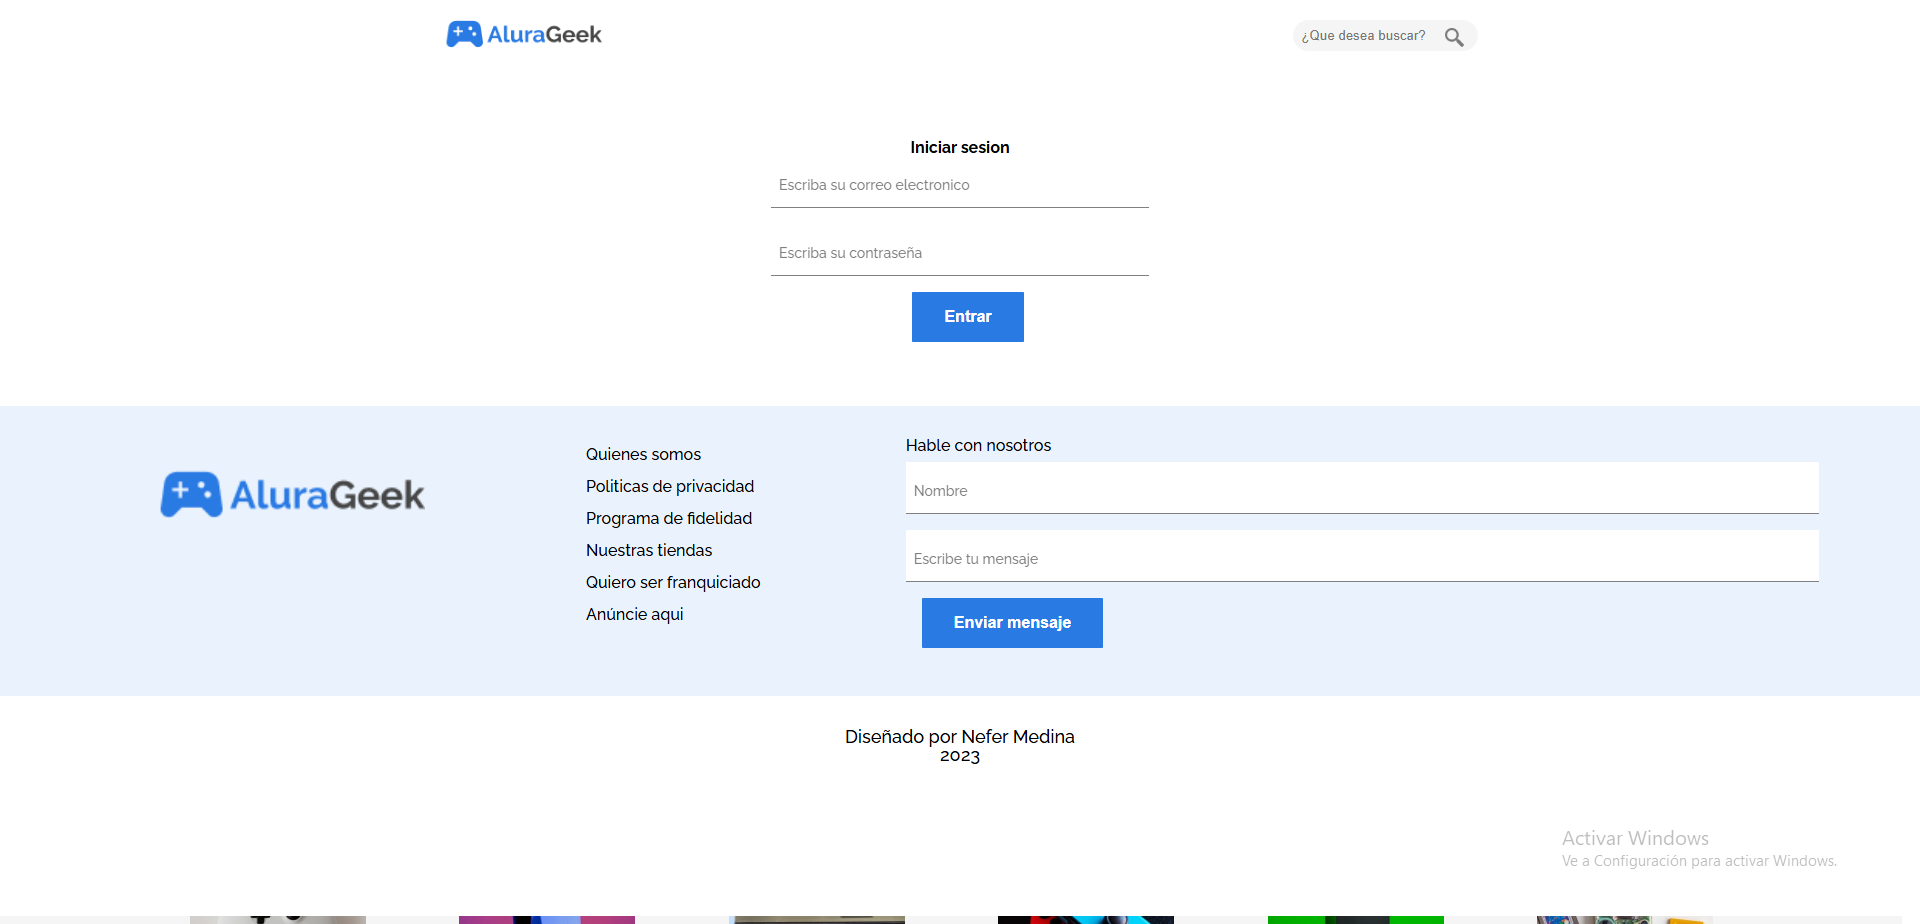 AluraGeek
¿Que desea buscar?
Iniciar sesion
Escriba su correo electronico
Escriba su contraseña
Entrar
AluraGeek
Quienes somos
Politicas de privacidad
Programa de fidelidad
Nuestras tiendas
Quiero ser franquiciado
Anúncie aqui
Hable con nosotros
Nombre
Escribe tu mensaje
Enviar mensaje
Diseñado por Nefer Medina
2023
Activar Windows
Ve a Configuración para activar Windows.